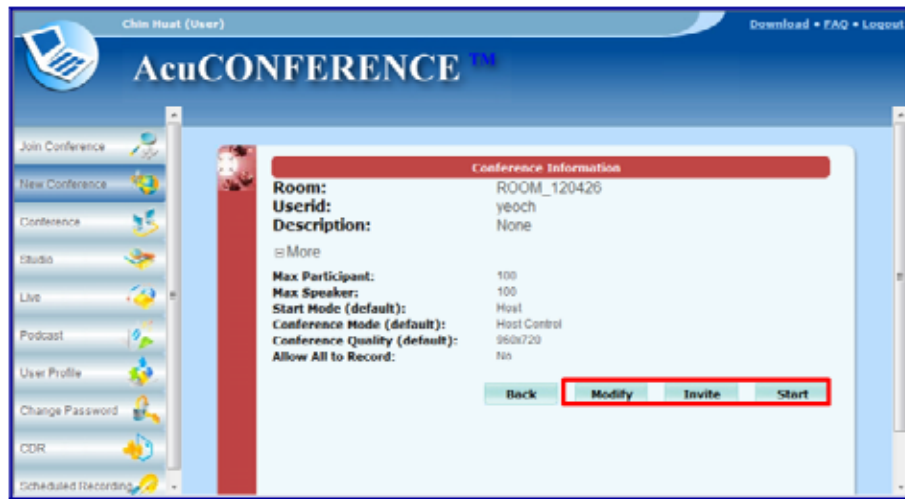 Chin Huat (User)
Download • FAQ • Logout
AcuCONFERENCE ™
Join Conference
New Conference
Conference
Studio
Live
Podcast
User Profile
Change Password
CDR
Scheduled Recording
Conference Information
Room: ROOM_120426
Userid: yeoch
Description: None
More
Max Participant: 100
Max Speaker: 100
Start Mode (default): Host
Conference Mode (default): Host Control
Conference Quality (default): 960x720
Allow All to Record: No
Back Modify Invite Start